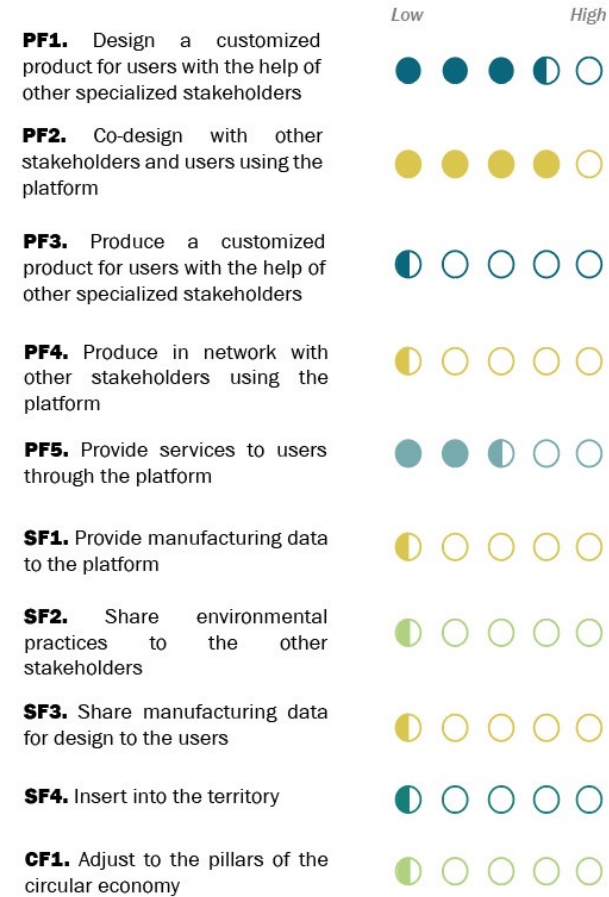 Low High
PF1. Design a customized
product for users with the help of
other specialized stakeholders
PF2. Co-design with other
stakeholders and users using the
platform
PF3. Produce a customized
product for users with the help of
other specialized stakeholders
PF4. Produce in network with
other stakeholders using the
platform
PF5. Provide services to users
through the platform
SF1. Provide manufacturing data
to the platform
SF2. Share environmental
practices to the other
stakeholders
SF3. Share manufacturing data
for design to the users
SF4. Insert into the territory
CF1. Adjust to the pillars of the
circular economy